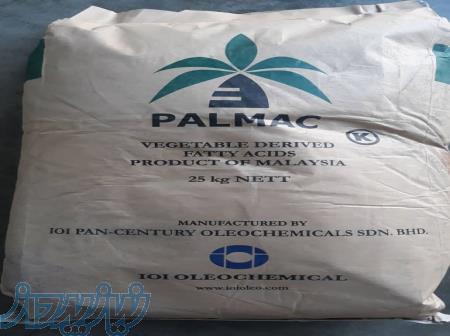 PALMAC
K
VEGETABLE DERIVED
FATTY ACIDS
PRODUCT OF MALAYSIA
25 kg NETT
MANUFACTURED BY
IOI PAN-CENTURY OLEOCHEMICALS SDN. BHD.
IOI OLEOCHEMICAL
www.ioioleo.com
نیازپرداز